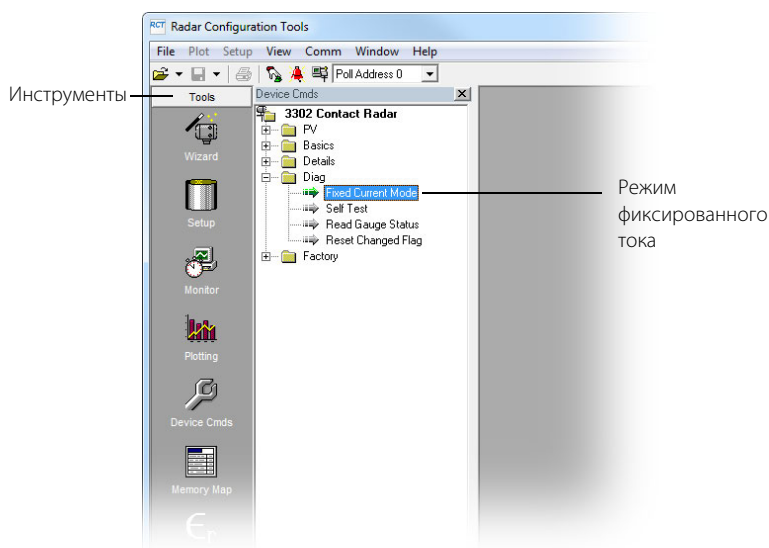 RCT Radar Configuration Tools
File Plot Setup View Comm Window Help
Poll Address 0
Инструменты
Tools
Device Cmds
3302 Contact Radar
PV
Basics
Details
Diag
Fixed Current Mode
Self Test
Read Gauge Status
Reset Changed Flag
Factory
Wizard
Setup
Monitor
Plotting
Device Cmds
Memory Map
εr
Режим
фиксированного
тока